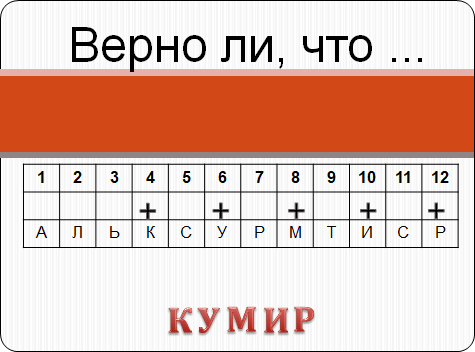 Верно ли, что ...
1 2 3 4 5 6 7 8 9 10 11 12
+ + + + +
А Л Ь К С У Р М Т И С Р
КУМИР